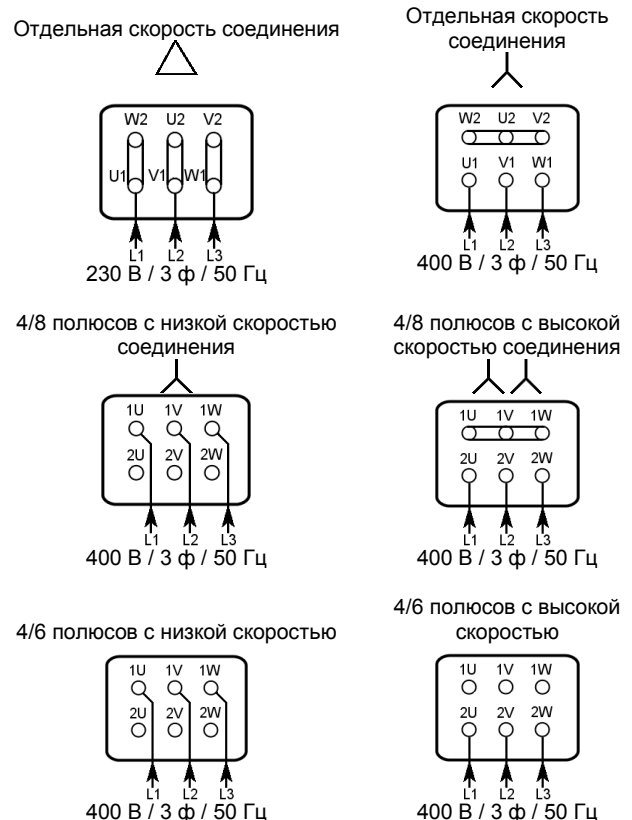 Отдельная скорость соединения
W2 U2 V2
U1 V1 W1
L1 L2 L3
230 В / 3 ф / 50 Гц
Отдельная скорость
соединения
W2 U2 V2
U1 V1 W1
L1 L2 L3
400 В / 3 ф / 50 Гц
4/8 полюсов с низкой скоростью
соединения
1U 1V 1W
2U 2V 2W
L1 L2 L3
400 В / 3 ф / 50 Гц
4/8 полюсов с высокой
скоростью соединения
1U 1V 1W
2U 2V 2W
L1 L2 L3
400 В / 3 ф / 50 Гц
4/6 полюсов с низкой скоростью
1U 1V 1W
2U 2V 2W
L1 L2 L3
400 В / 3 ф / 50 Гц
4/6 полюсов с высокой
скоростью
1U 1V 1W
2U 2V 2W
L1 L2 L3
400 В / 3 ф / 50 Гц